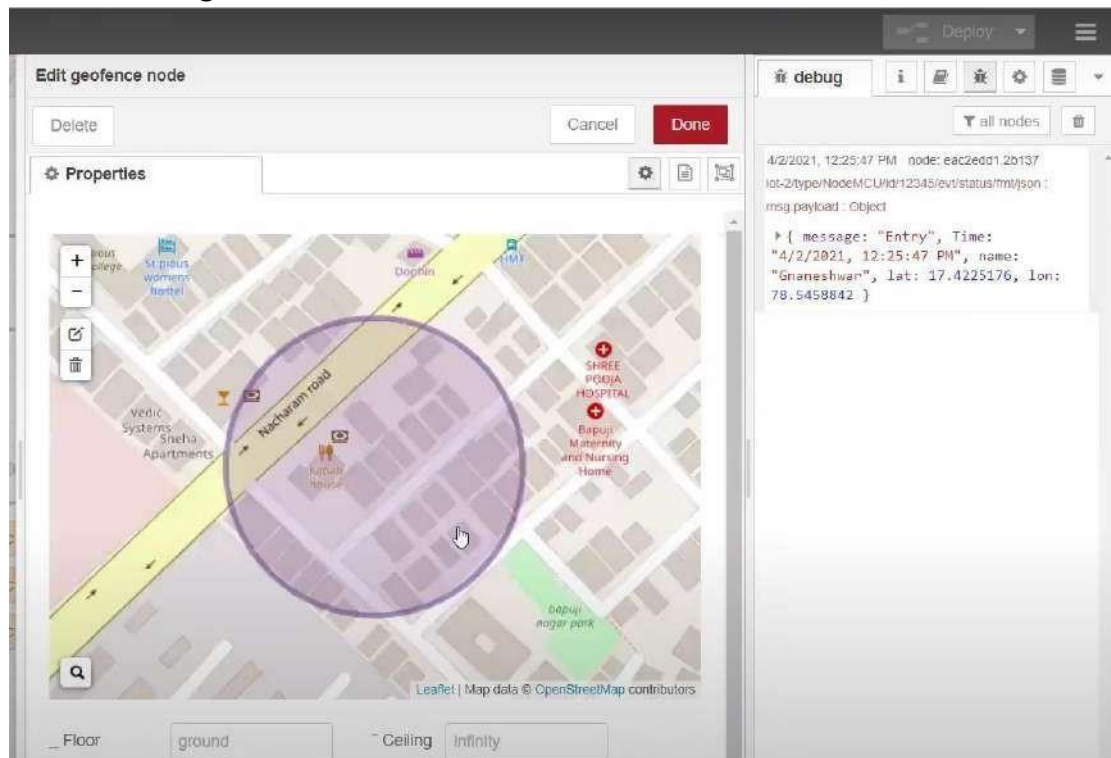 Deploy
Edit geofence node
Delete
Cancel
Done
Properties
debug
i
all nodes
4/2/2021, 12:25:47 PM node: eac2edd1.2b137
iot-2/type/NodeMCU/id/12345/evt/status/fmt/json :
msg.payload : Object
{ message: "Entry", Time:
"4/2/2021, 12:25:47 PM", name:
"Gnaneshwar", lat: 17.4225176, lon:
78.5458842 }
+
−
St pious
womens
hostel
Dophin
HMT
SHREE
POOJA
HOSPITAL
Bapuji
Maternity
and Nursing
Home
Nacharam road
Vedic
Systems
Sneha
Apartments
house
bapuji
nagar park
Leaflet | Map data © OpenStreetMap contributors
Floor
ground
Ceiling
infinity